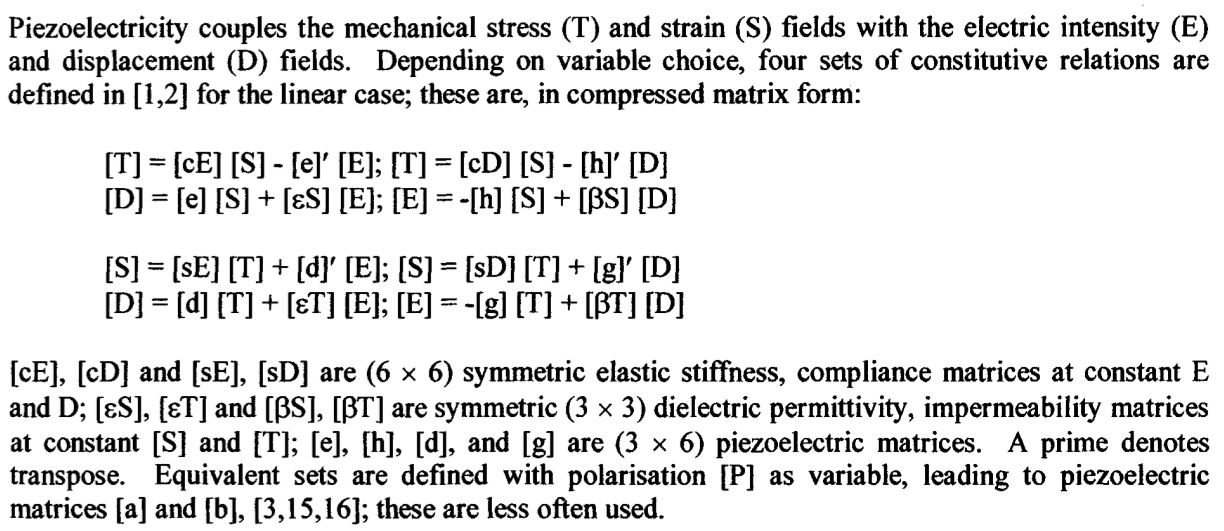 Piezoelectricity couples the mechanical stress (T) and strain (S) fields with the electric intensity (E)
and displacement (D) fields. Depending on variable choice, four sets of constitutive relations are
defined in [1,2] for the linear case; these are, in compressed matrix form:
[T] = [cE] [S] - [e]′ [E]; [T] = [cD] [S] - [h]′ [D]
[D] = [e] [S] + [εS] [E]; [E] = -[h] [S] + [βS] [D]
[S] = [sE] [T] + [d]′ [E]; [S] = [sD] [T] + [g]′ [D]
[D] = [d] [T] + [εT] [E]; [E] = -[g] [T] + [βT] [D]
[cE], [cD] and [sE], [sD] are (6 × 6) symmetric elastic stiffness, compliance matrices at constant E
and D; [εS], [εT] and [βS], [βT] are symmetric (3 × 3) dielectric permittivity, impermeability matrices
at constant [S] and [T]; [e], [h], [d], and [g] are (3 × 6) piezoelectric matrices. A prime denotes
transpose. Equivalent sets are defined with polarisation [P] as variable, leading to piezoelectric
matrices [a] and [b], [3,15,16]; these are less often used.